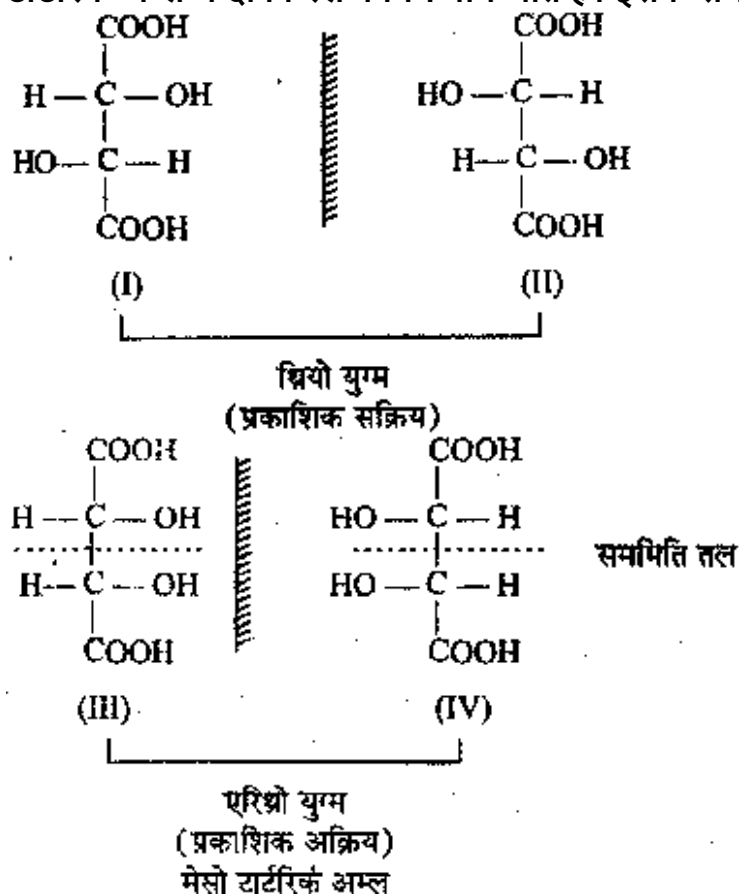 COOH COOH
H — C — OH HO — C — H
HO — C — H H — C — OH
COOH COOH
(I) (II)
थ्रियो युग्म
(प्रकाशिक सक्रिय)
COOH COOH
H — C — OH HO — C — H
सममिति तल
H — C — OH HO — C — H
COOH COOH
(III) (IV)
एरिथ्रो युग्म
(प्रकाशिक अक्रिय)
मेसो टार्टरिक अम्ल